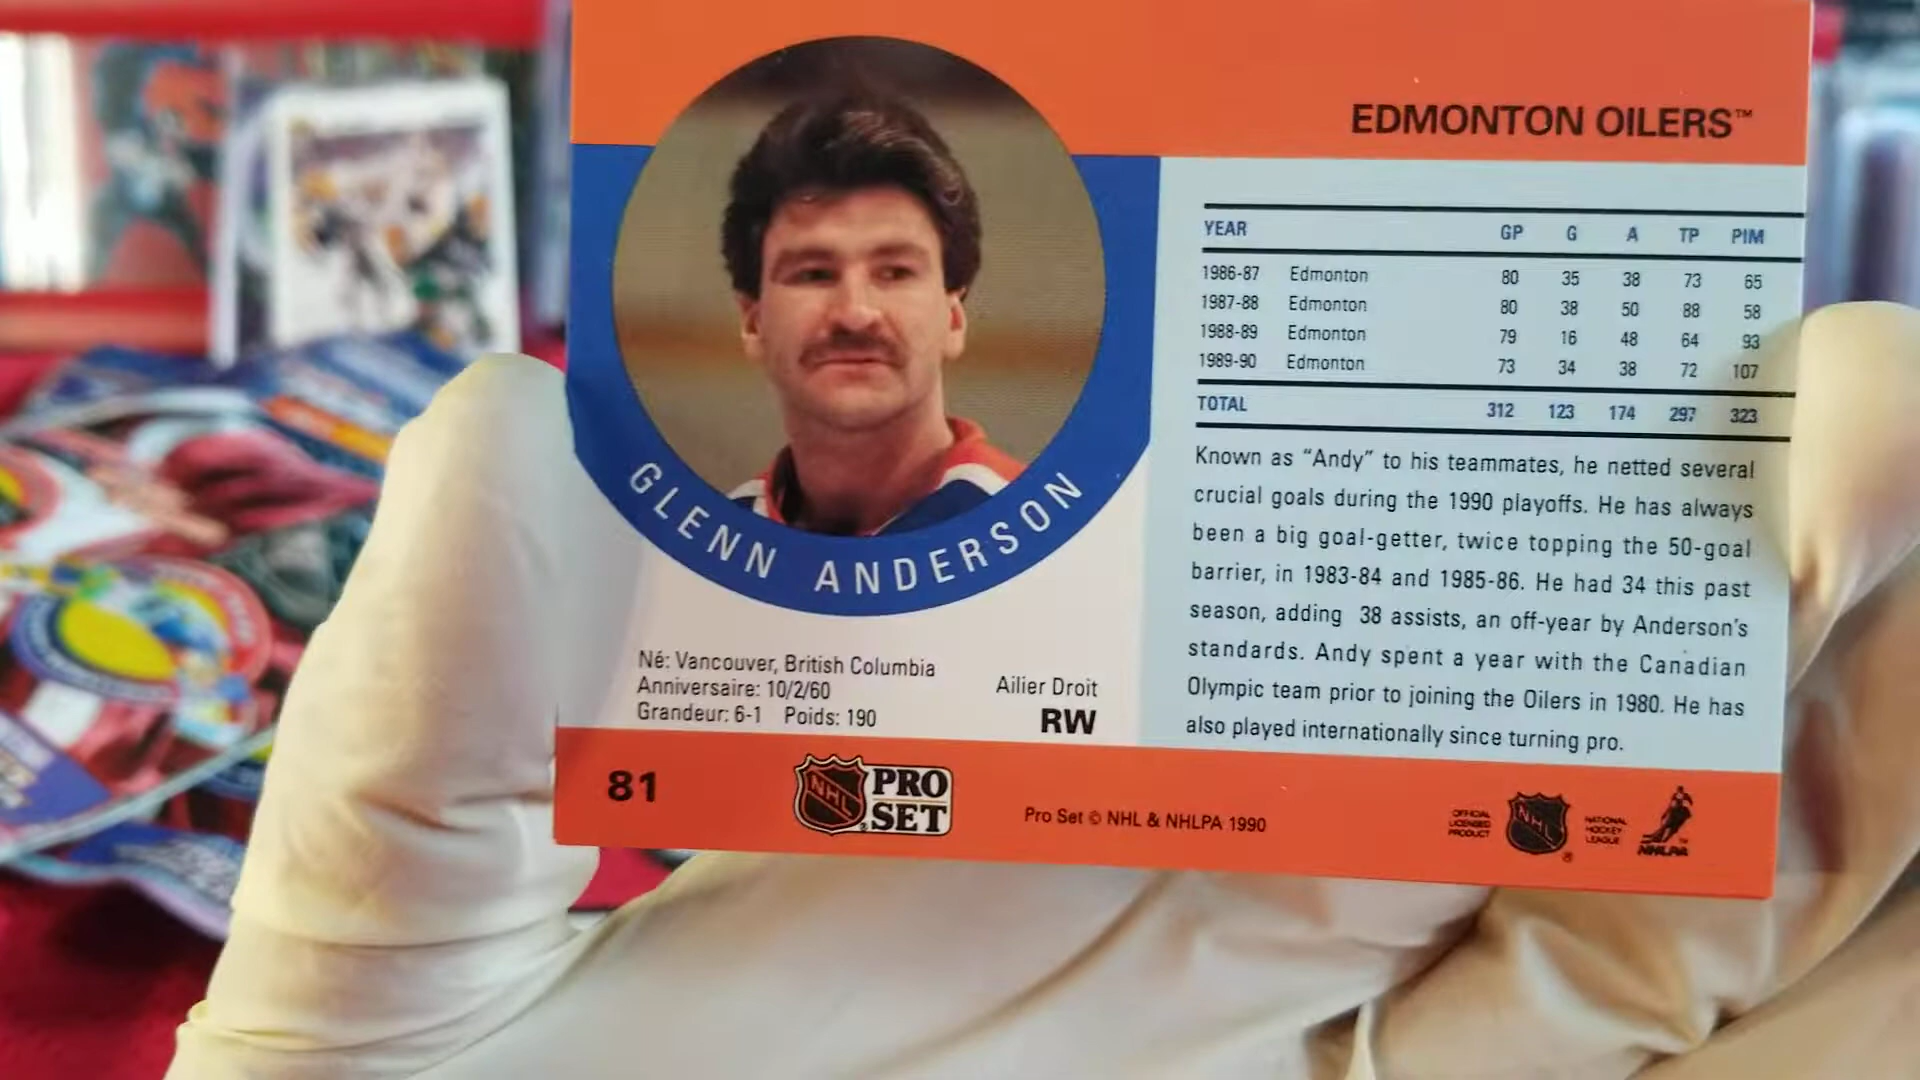 EDMONTON OILERS™
YEAR GP G A TP PIM
1986-87 Edmonton 80 35 38 73 65
1987-88 Edmonton 80 38 50 88 58
1988-89 Edmonton 79 16 48 64 93
1989-90 Edmonton 73 34 38 72 107
TOTAL 312 123 174 297 323
Known as "Andy" to his teammates, he netted several
crucial goals during the 1990 playoffs. He has always
been a big goal-getter, twice topping the 50-goal
barrier, in 1983-84 and 1985-86. He had 34 this past
season, adding 38 assists, an off-year by Anderson's
standards. Andy spent a year with the Canadian
Olympic team prior to joining the Oilers in 1980. He has
also played internationally since turning pro.
GLENN ANDERSON
Né: Vancouver, British Columbia
Anniversaire: 10/2/60
Grandeur: 6-1 Poids: 190
Ailier Droit
RW
81
NHL
PRO
SET
Pro Set © NHL & NHLPA 1990
OFFICIAL
LICENSED
PRODUCT
NHL
NATIONAL
HOCKEY
LEAGUE
NHLPA